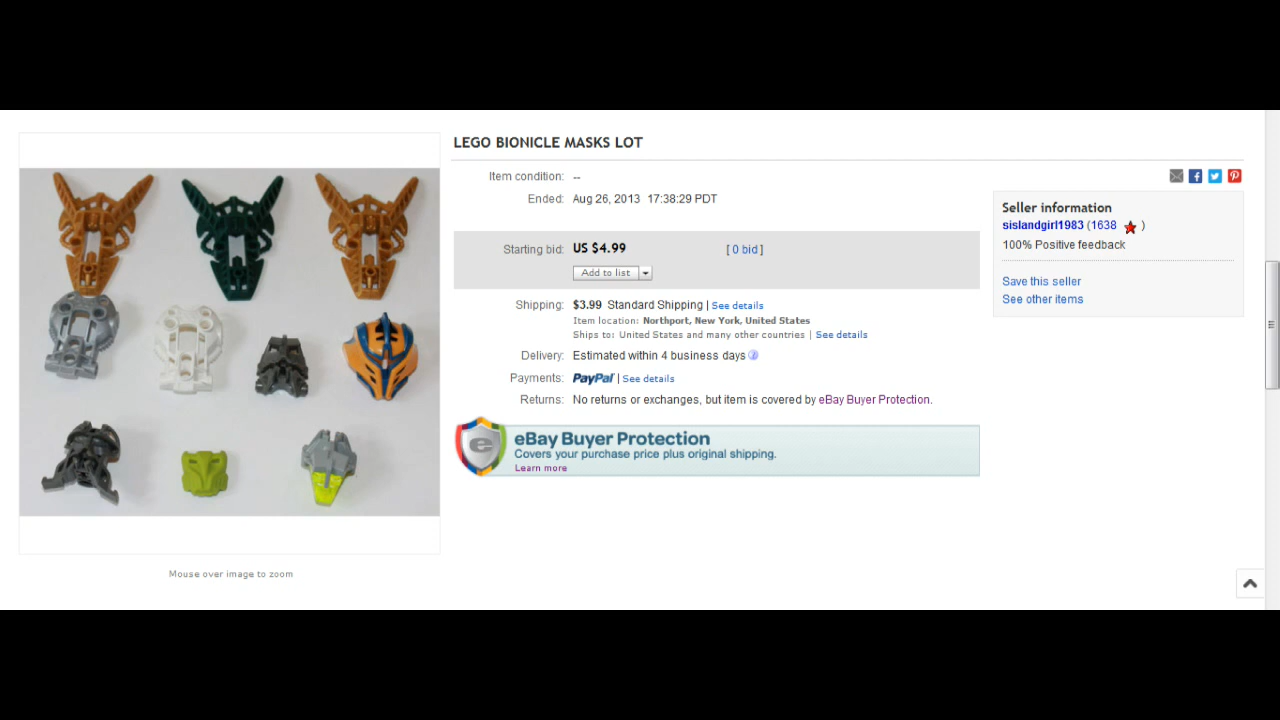 LEGO BIONICLE MASKS LOT
Item condition: --
Ended: Aug 26, 2013 17:38:29 PDT
Starting bid: US $4.99 [ 0 bid ]
Add to list
Shipping: $3.99 Standard Shipping | See details
Item location: Northport, New York, United States
Ships to: United States and many other countries | See details
Delivery: Estimated within 4 business days
Payments: PayPal | See details
Returns: No returns or exchanges, but item is covered by eBay Buyer Protection.
e
eBay Buyer Protection
Covers your purchase price plus original shipping.
Learn more
Seller information
sislandgirl1983 (1638 )
100% Positive feedback
Save this seller
See other items
Mouse over image to zoom